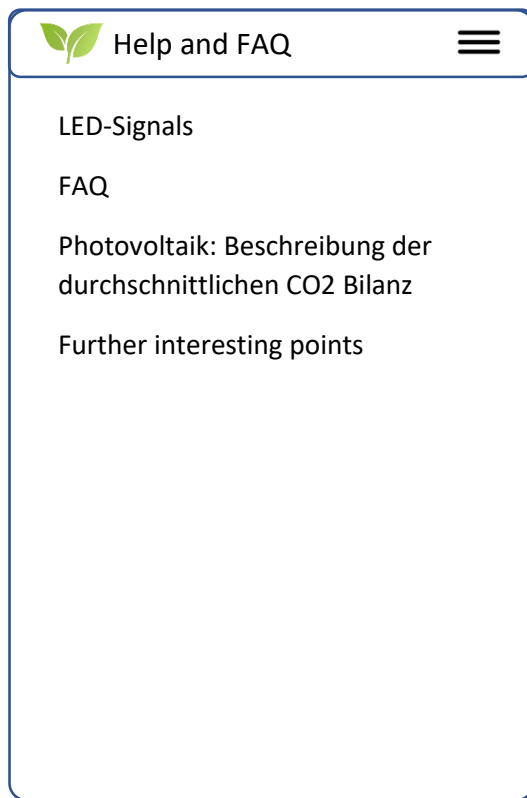 Help and FAQ
LED-Signals
FAQ
Photovoltaik: Beschreibung der
durchschnittlichen CO2 Bilanz
Further interesting points